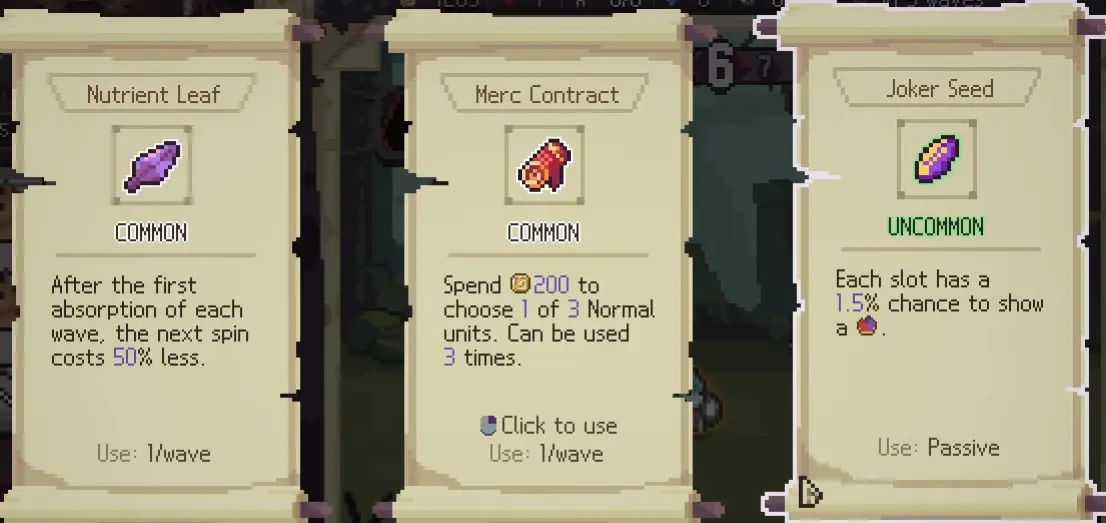 6
7
Nutrient Leaf
COMMON
After the first
absorption of each
wave, the next spin
costs 50% less.
Use: 1/wave
Merc Contract
COMMON
Spend 200 to
choose 1 of 3 Normal
units. Can be used
3 times.
Click to use
Use: 1/wave
Joker Seed
UNCOMMON
Each slot has a
1.5% chance to show
a .
Use: Passive